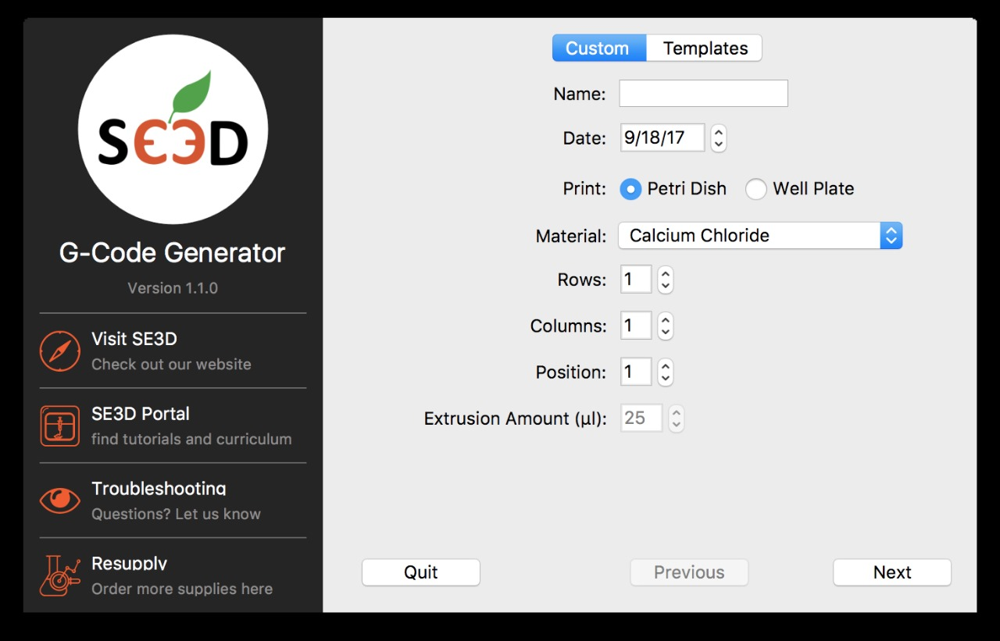 SE3D
G-Code Generator
Version 1.1.0
Visit SE3D
Check out our website
SE3D Portal
find tutorials and curriculum
Troubleshooting
Questions? Let us know
Resupply
Order more supplies here
Custom Templates
Name:
Date: 9/18/17
Print: Petri Dish Well Plate
Material: Calcium Chloride
Rows: 1
Columns: 1
Position: 1
Extrusion Amount (µl): 25
Quit Previous Next